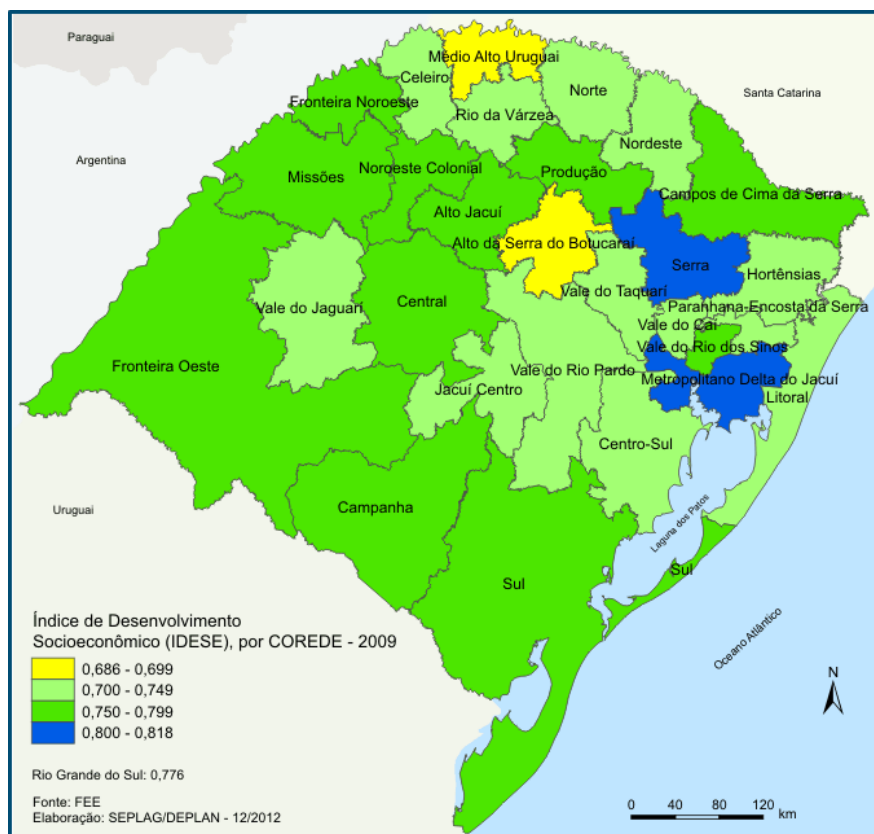 Paraguai
Médio Alto Uruguai
Celeiro
Norte
Santa Catarina
Fronteira Noroeste
Rio da Várzea
Nordeste
Argentina
Noroeste Colonial
Produção
Missões
Campos de Cima da Serra
Alto Jacuí
Alto da Serra do Botucaraí
Serra
Hortênsias
Vale do Taquarí
Vale do Jaguarí
Central
Paranhana-Encosta da Serra
Vale do Caí
Vale do Rio dos Sinos
Fronteira Oeste
Vale do Rio Pardo
Metropolitano Delta do Jacuí
Jacuí Centro
Litoral
Centro-Sul
Uruguai
Campanha
Laguna dos Patos
Sul
Sul
Oceano Atlântico
Índice de Desenvolvimento
Socioeconômico (IDESE), por COREDE - 2009
0,686 - 0,699
0,700 - 0,749
0,750 - 0,799
0,800 - 0,818
N
Rio Grande do Sul: 0,776
Fonte: FEE
Elaboração: SEPLAG/DEPLAN - 12/2012
0 40 80 120
km